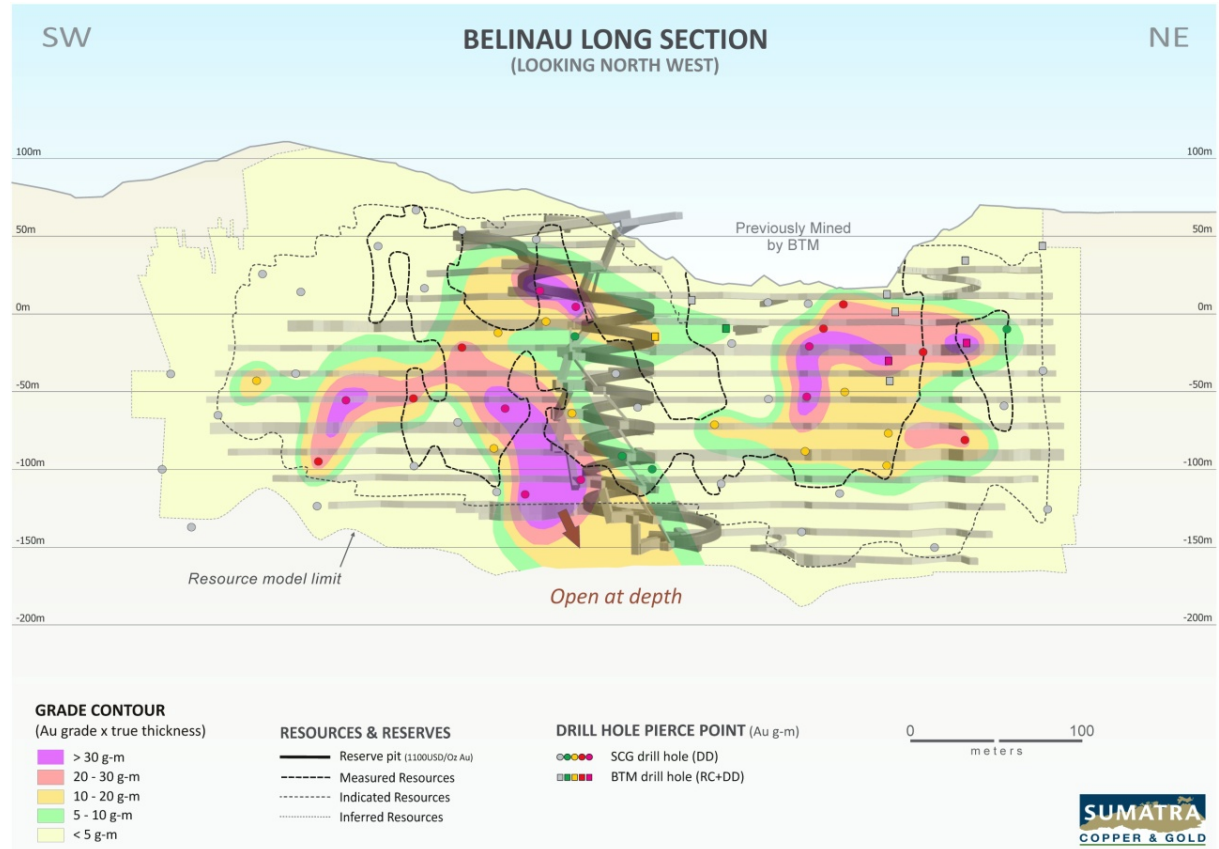 SW
BELINAU LONG SECTION
NE
(LOOKING NORTH WEST)
100m
100m
50m
Previously Mined
by BTM
50m
0m
0m
-50m
-50m
-100m
-100m
-150m
-150m
Resource model limit
Open at depth
-200m
-200m
GRADE CONTOUR
(Au grade x true thickness)
> 30 g-m
20 - 30 g-m
10 - 20 g-m
5 - 10 g-m
< 5 g-m
RESOURCES & RESERVES
Reserve pit (1100USD/Oz Au)
Measured Resources
Indicated Resources
Inferred Resources
DRILL HOLE PIERCE POINT (Au g-m)
SCG drill hole (DD)
BTM drill hole (RC+DD)
0 100
meters
SUMATRA
COPPER & GOLD